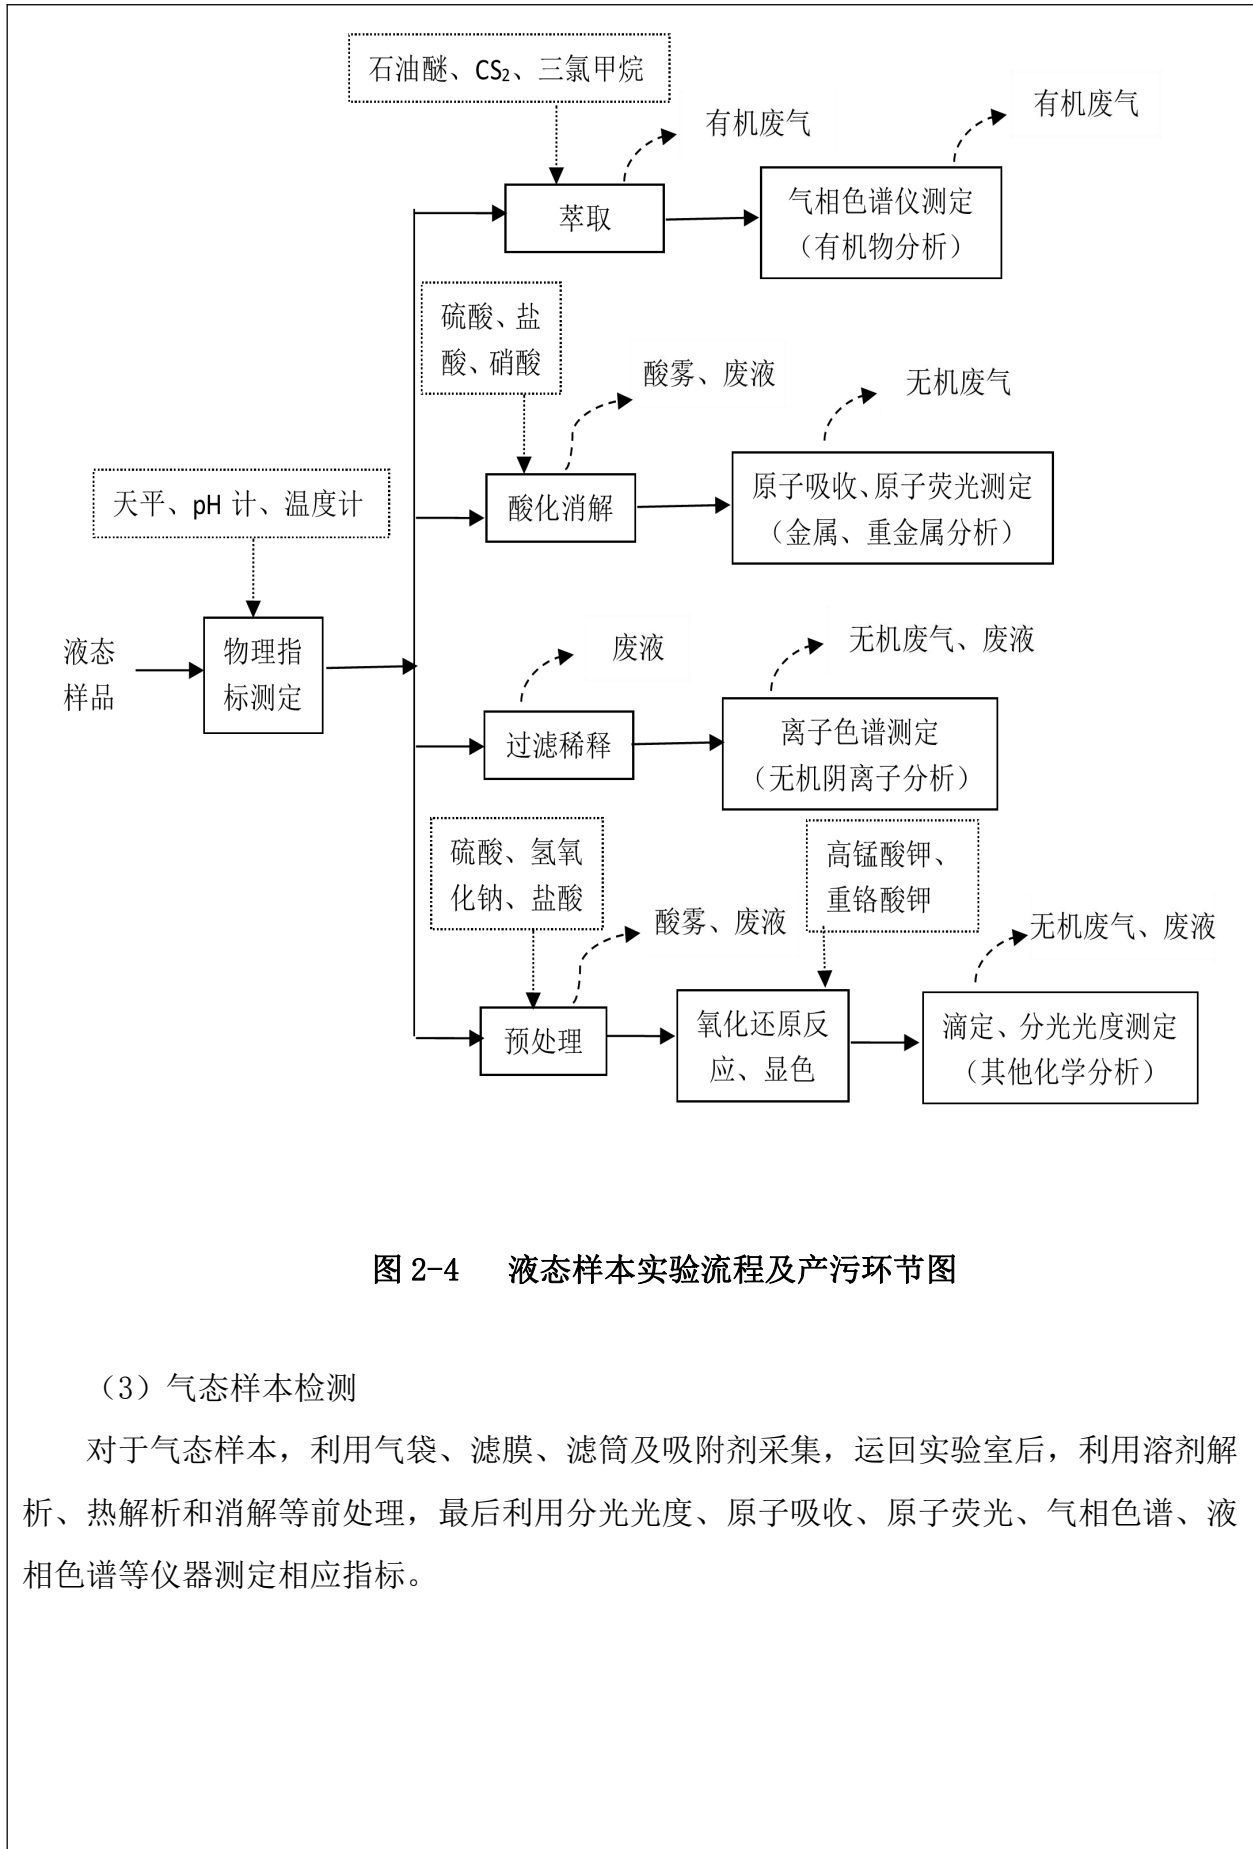 石油醚、CS₂、三氯甲烷
有机废气
有机废气
萃取
气相色谱仪测定
（有机物分析）
硫酸、盐
酸、硝酸
酸雾、废液
无机废气
酸化消解
原子吸收、原子荧光测定
（金属、重金属分析）
天平、pH 计、温度计
液态
样品
物理指
标测定
废液
无机废气、废液
过滤稀释
离子色谱测定
（无机阴离子分析）
硫酸、氢氧
化钠、盐酸
酸雾、废液
高锰酸钾、
重铬酸钾
无机废气、废液
预处理
氧化还原反
应、显色
滴定、分光光度测定
（其他化学分析）
图 2-4 液态样本实验流程及产污环节图
（3）气态样本检测
对于气态样本，利用气袋、滤膜、滤筒及吸附剂采集，运回实验室后，利用溶剂解
析、热解析和消解等前处理，最后利用分光光度、原子吸收、原子荧光、气相色谱、液
相色谱等仪器测定相应指标。